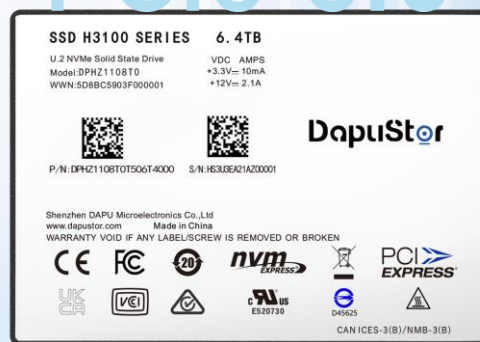 SSD H3100 SERIES 6.4TB
U.2 NVMe Solid State Drive
Model:DPHZ1108T0
WWN:5D8BC5903F000001
VDC AMPS
+3.3V⎓ 10mA
+12V⎓ 2.1A
DapuStor
P/N:DPHZ1108T0T506T4000 S/N:HS3U3EA21AZ00001
Shenzhen DAPU Microelectronics Co.,Ltd
www.dapustor.com Made in China
WARRANTY VOID IF ANY LABEL/SCREW IS REMOVED OR BROKEN
CE FC 20 nvm EXPRESS PCI EXPRESS
UK CA VCI c RU US E520730 D45625
CAN ICES-3(B)/NMB-3(B)